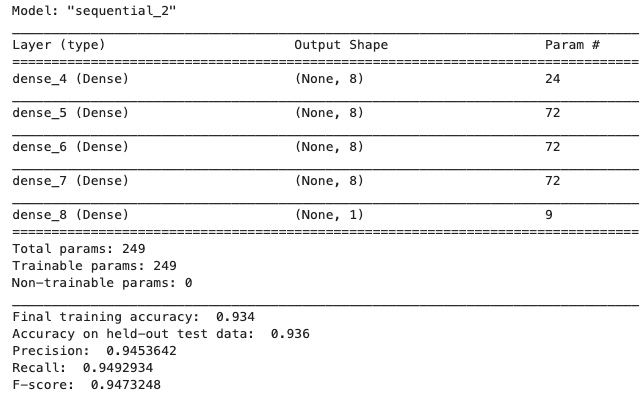 Model: "sequential_2"
Layer (type) Output Shape Param #
dense_4 (Dense) (None, 8) 24
dense_5 (Dense) (None, 8) 72
dense_6 (Dense) (None, 8) 72
dense_7 (Dense) (None, 8) 72
dense_8 (Dense) (None, 1) 9
Total params: 249
Trainable params: 249
Non-trainable params: 0
Final training accuracy: 0.934
Accuracy on held-out test data: 0.936
Precision: 0.9453642
Recall: 0.9492934
F-score: 0.9473248